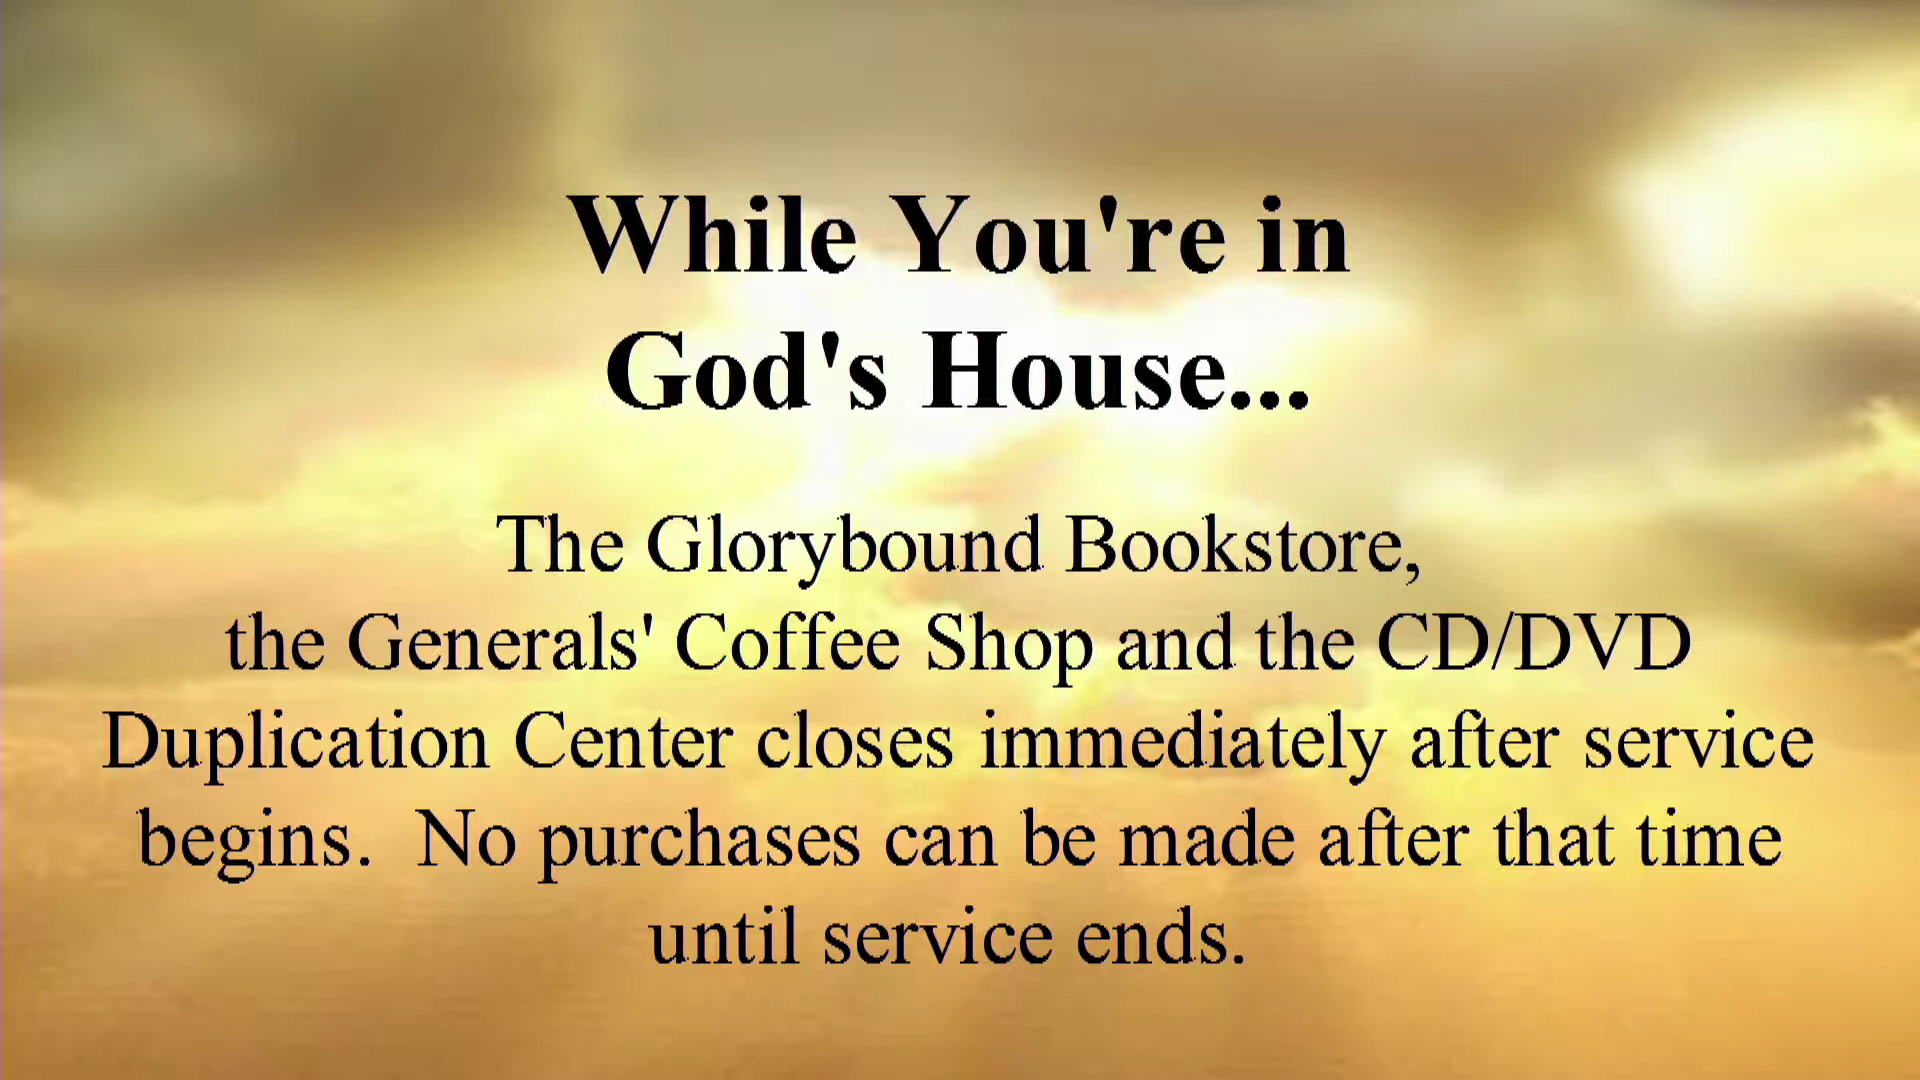 While You're in
God's House...
The Glorybound Bookstore,
the Generals' Coffee Shop and the CD/DVD
Duplication Center closes immediately after service
begins.  No purchases can be made after that time
until service ends.